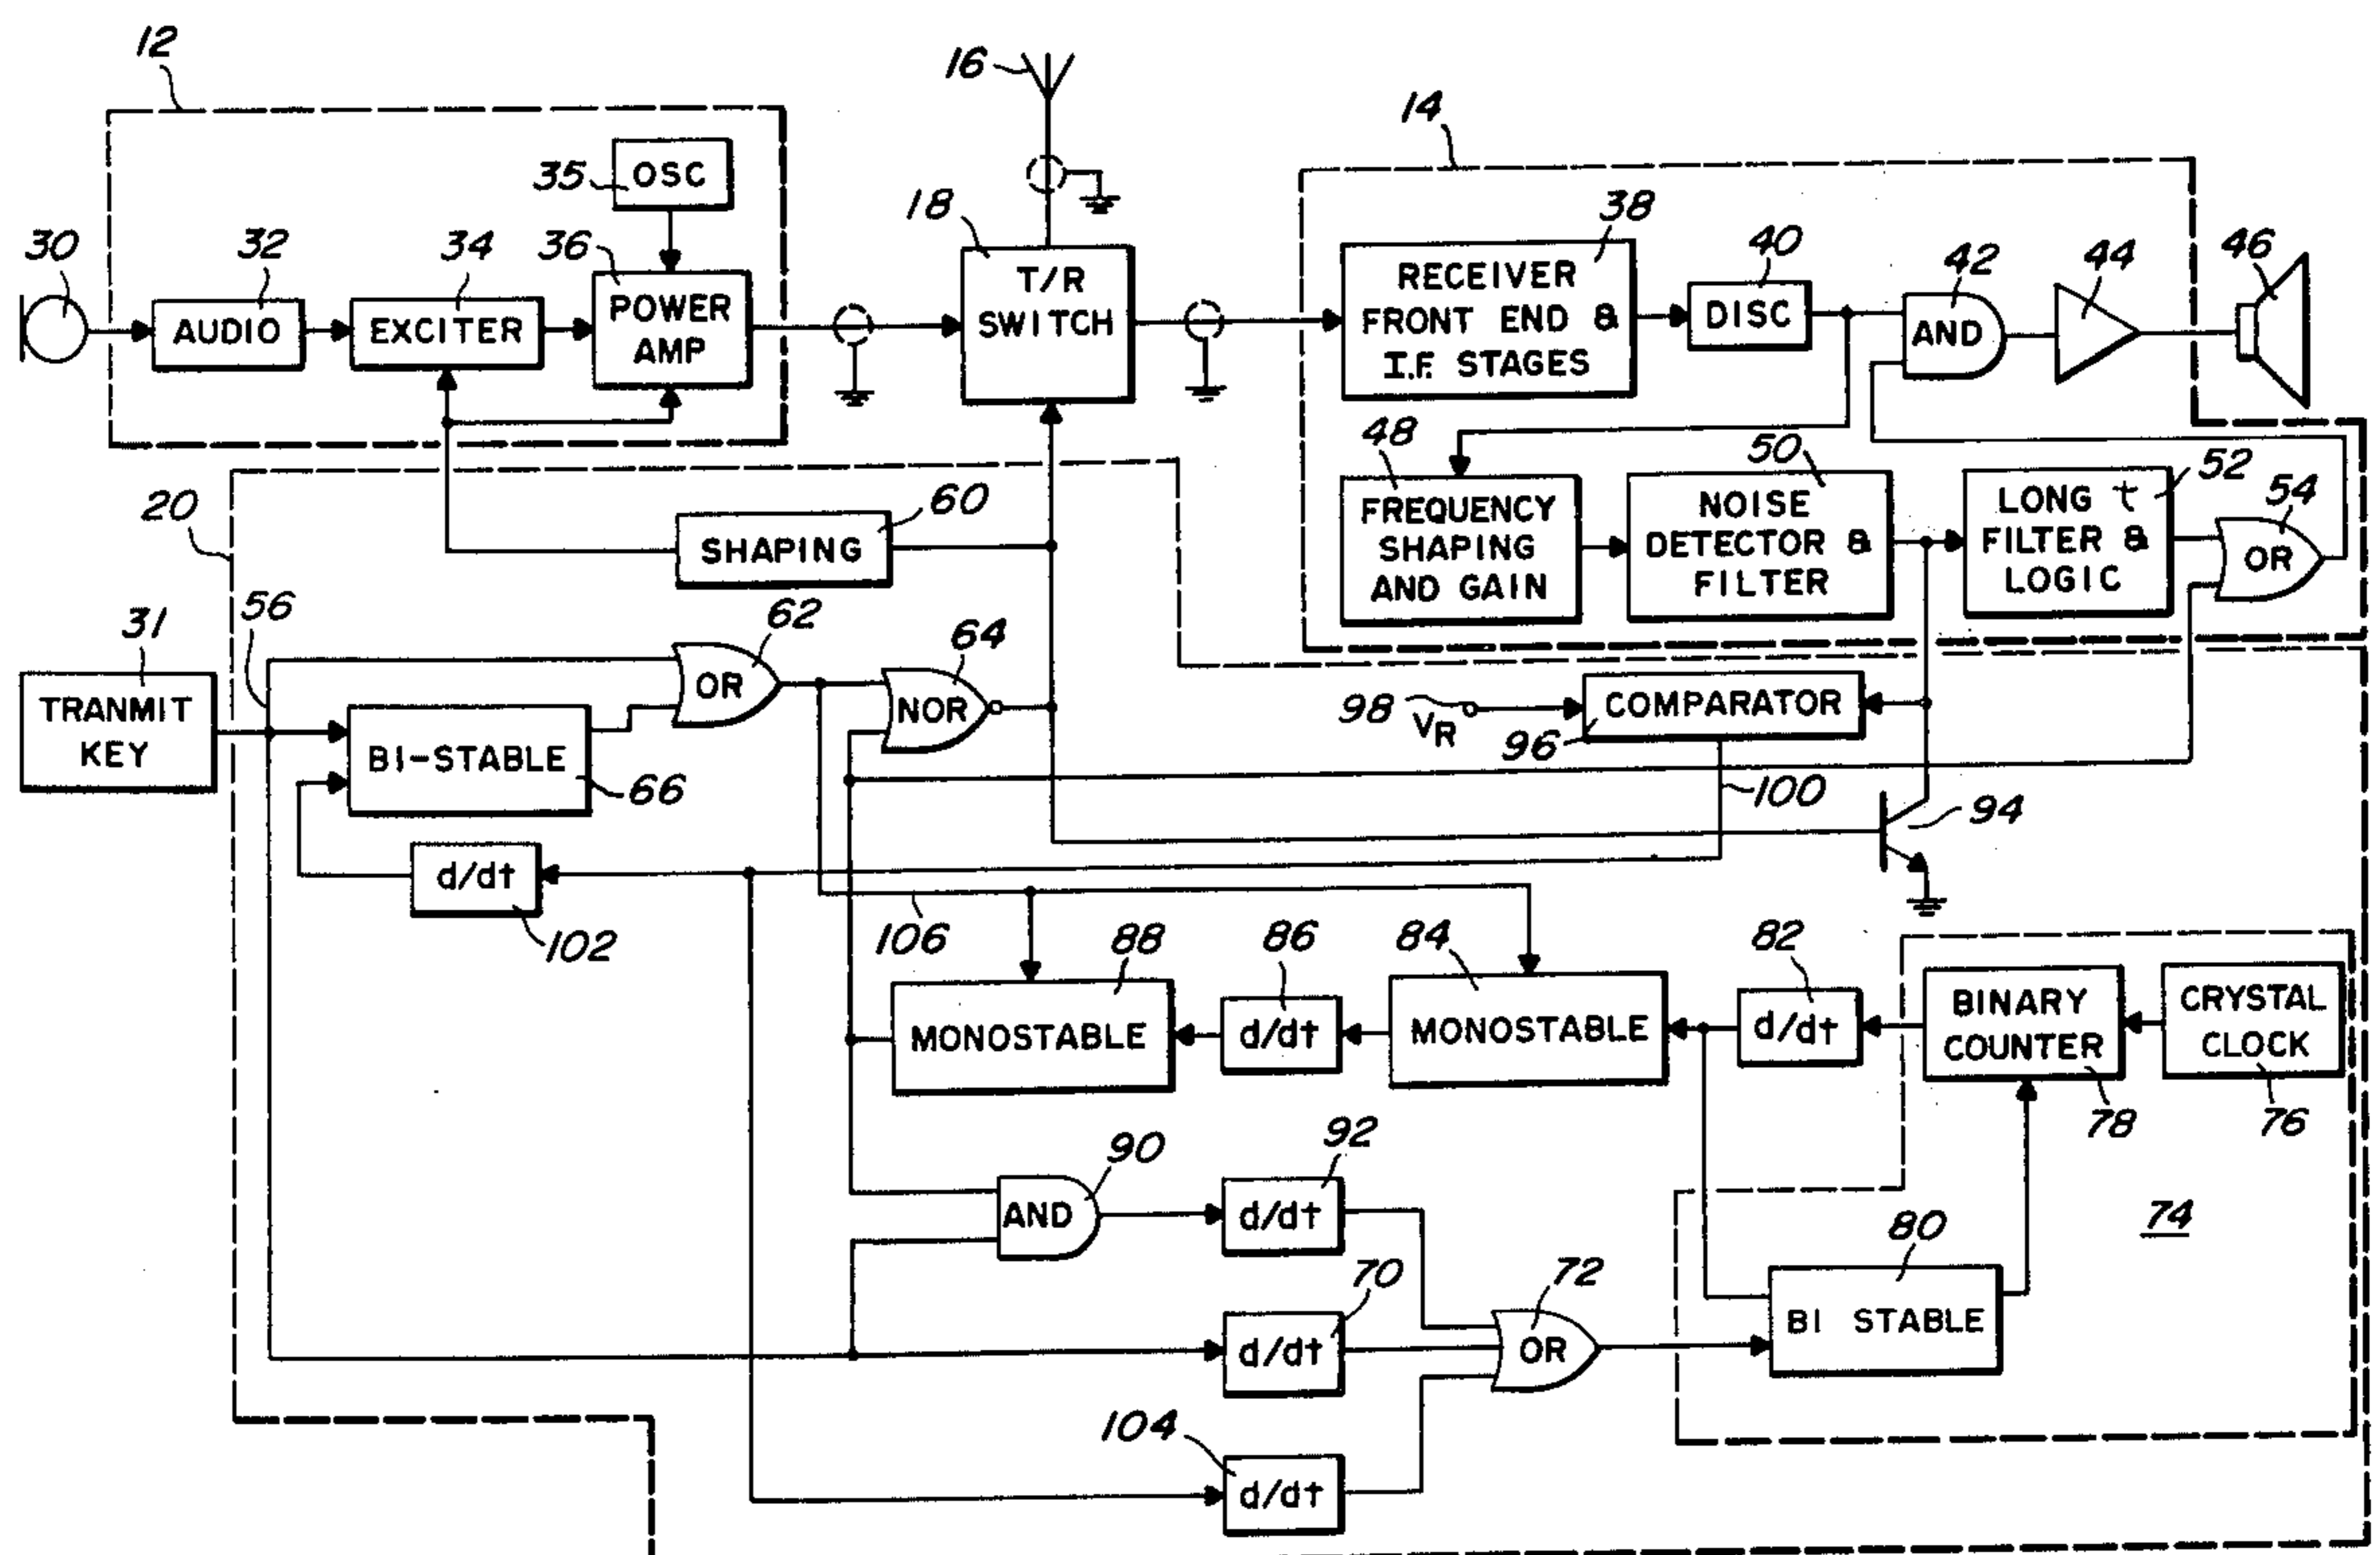 12
16
14
35
OSC
18
38
30
32
34
36
40
42
44
46
AUDIO
EXCITER
POWER
AMP
T/R
SWITCH
RECEIVER
FRONT END &
I.F. STAGES
DISC
AND
48
50
52
20
60
54
SHAPING
FREQUENCY
SHAPING
AND GAIN
NOISE
DETECTOR &
FILTER
LONG t
FILTER &
LOGIC
OR
31
56
62
64
TRANMIT
KEY
OR
NOR
98
VR
COMPARATOR
96
BI-STABLE
66
100
94
d/dt
102
106
88
86
84
82
MONOSTABLE
d/dt
MONOSTABLE
d/dt
BINARY
COUNTER
CRYSTAL
CLOCK
78
76
90
92
AND
d/dt
74
70
72
80
d/dt
OR
BI STABLE
104
d/dt